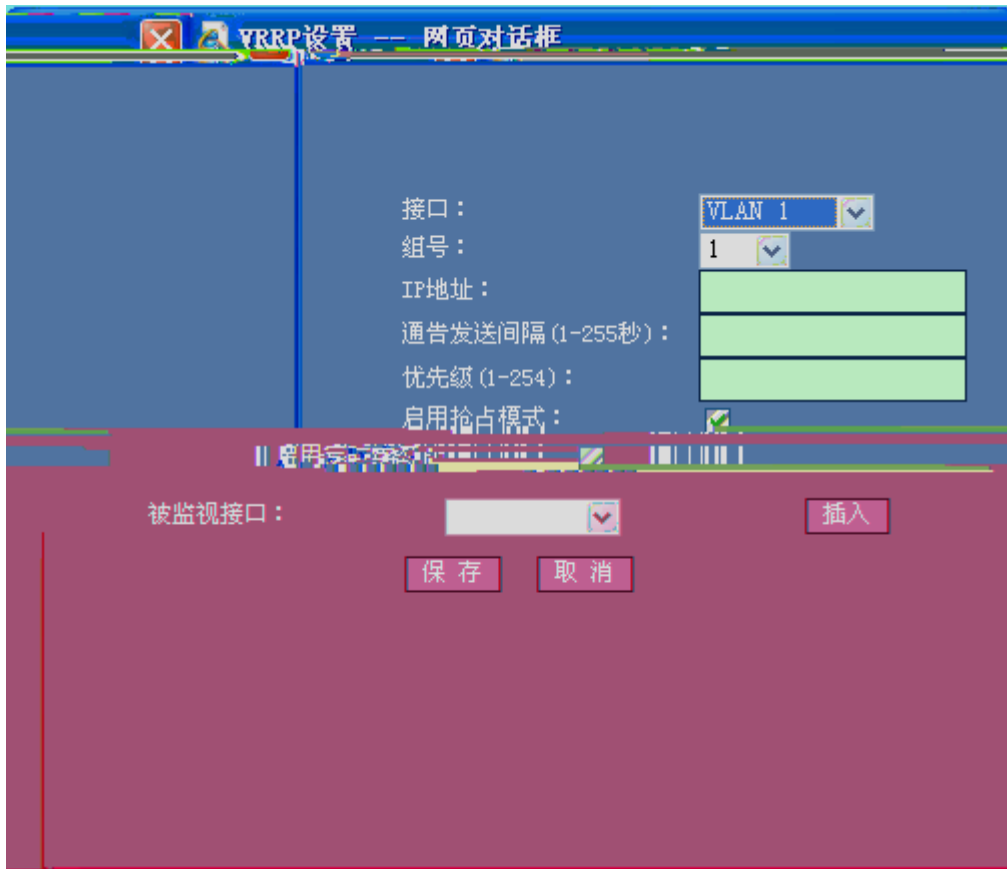 VRRP设置 -- 网页对话框
接口： VLAN 1
组号： 1
IP地址：
通告发送间隔(1-255秒)：
优先级(1-254)：
启用抢占模式：
被监视接口： 插入
保 存 取 消